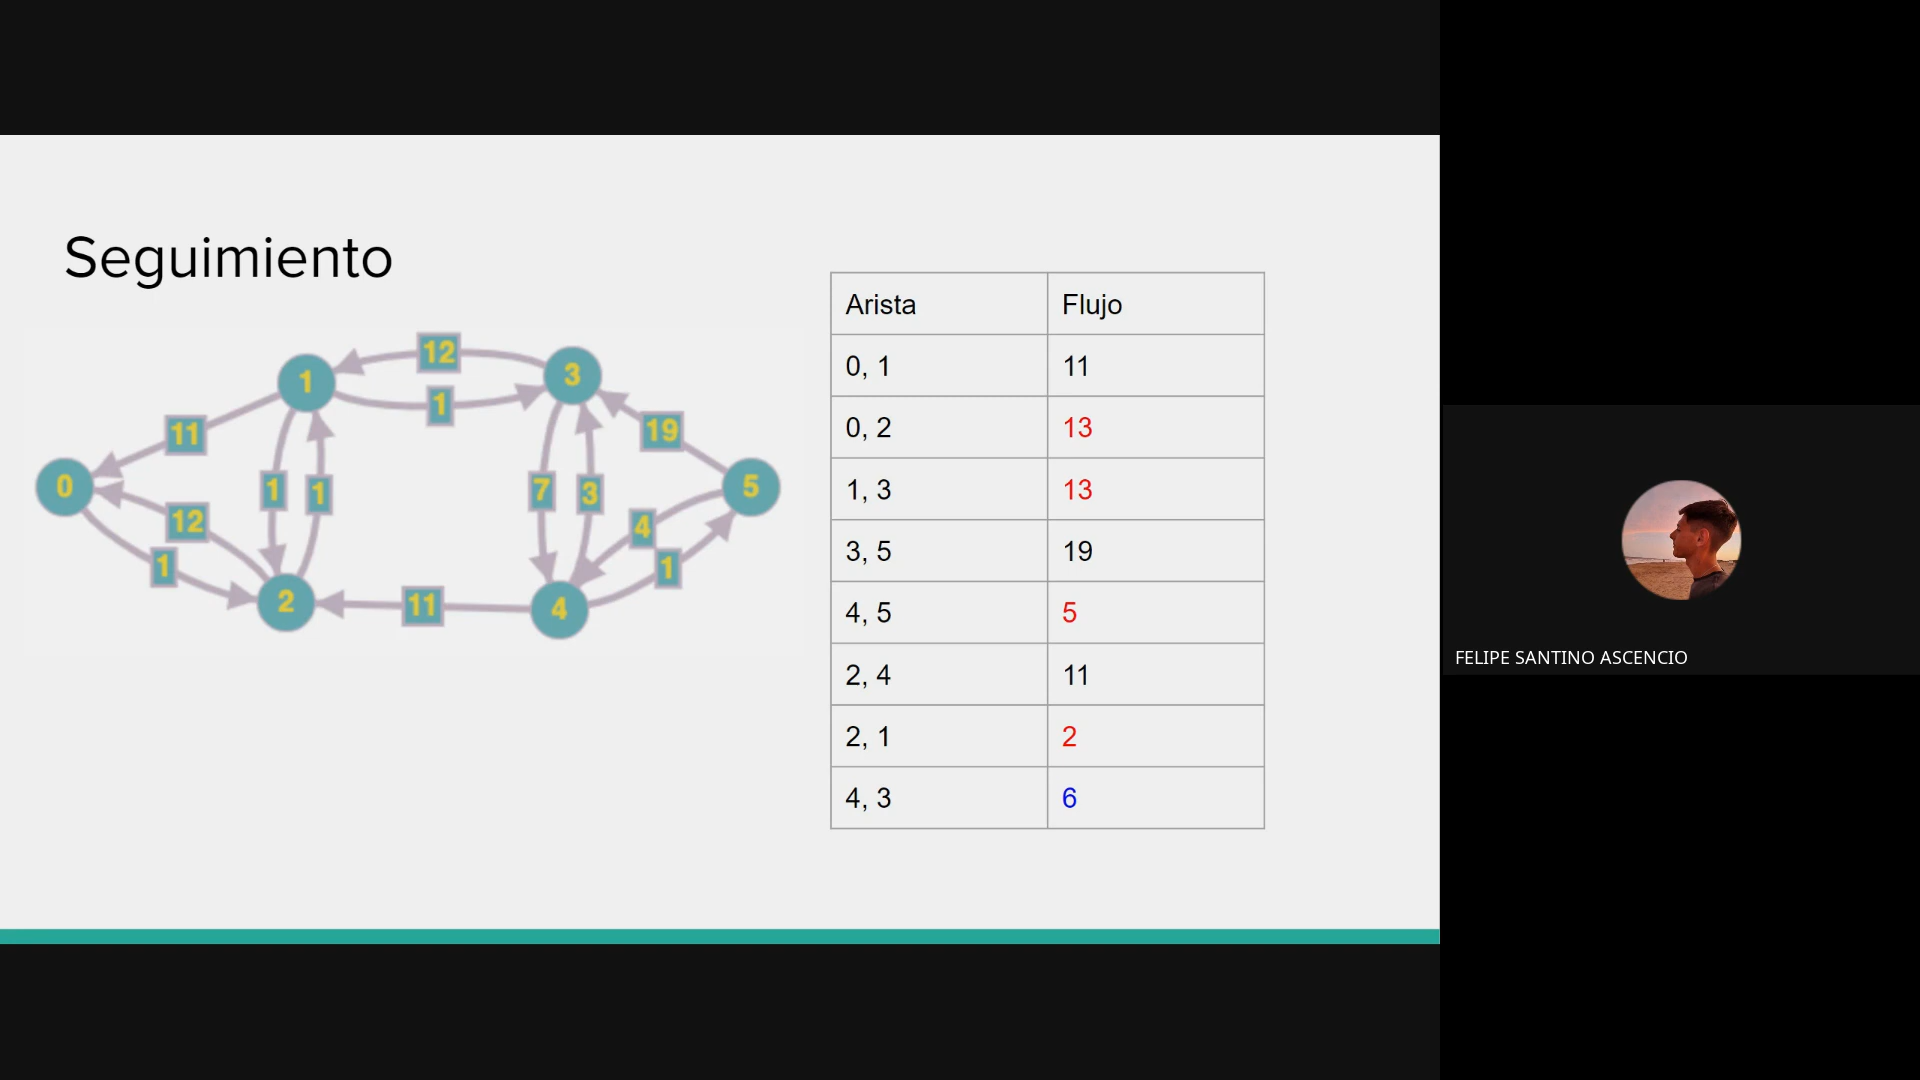 Seguimiento
12
1
3
1
11
19
0
1
1
7
3
5
12
4
1
1
2
11
4
Arista Flujo
0, 1 11
0, 2 13
1, 3 13
3, 5 19
4, 5 5
2, 4 11
2, 1 2
4, 3 6
FELIPE SANTINO ASCENCIO